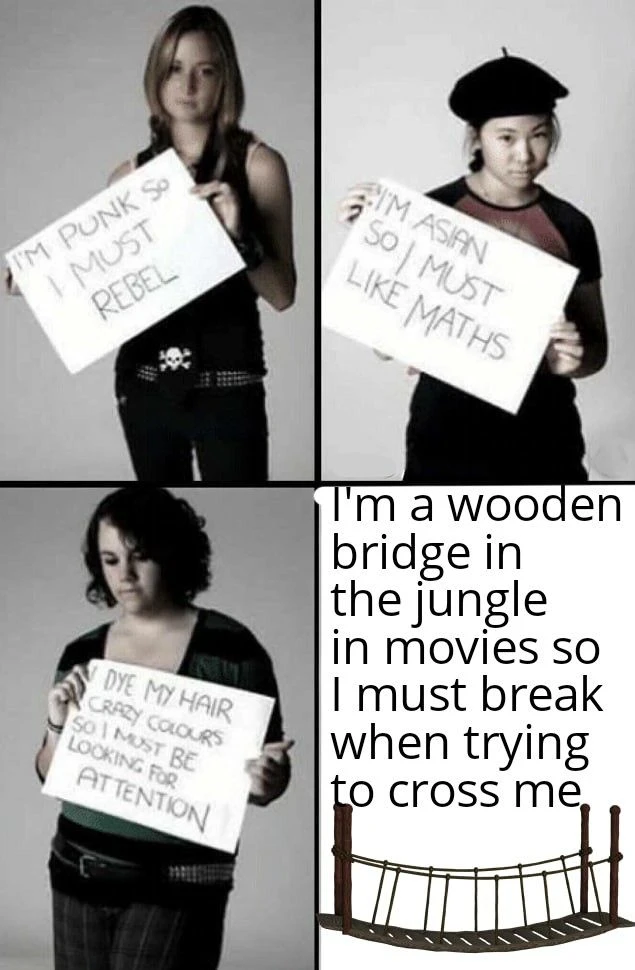 I'M PUNK SO
I MUST
REBEL
I'M ASIAN
SO I MUST
LIKE MATHS
I DYE MY HAIR
CRAZY COLOURS
SO I MUST BE
LOOKING FOR
ATTENTION
I'm a wooden
bridge in
the jungle
in movies so
I must break
when trying
to cross me